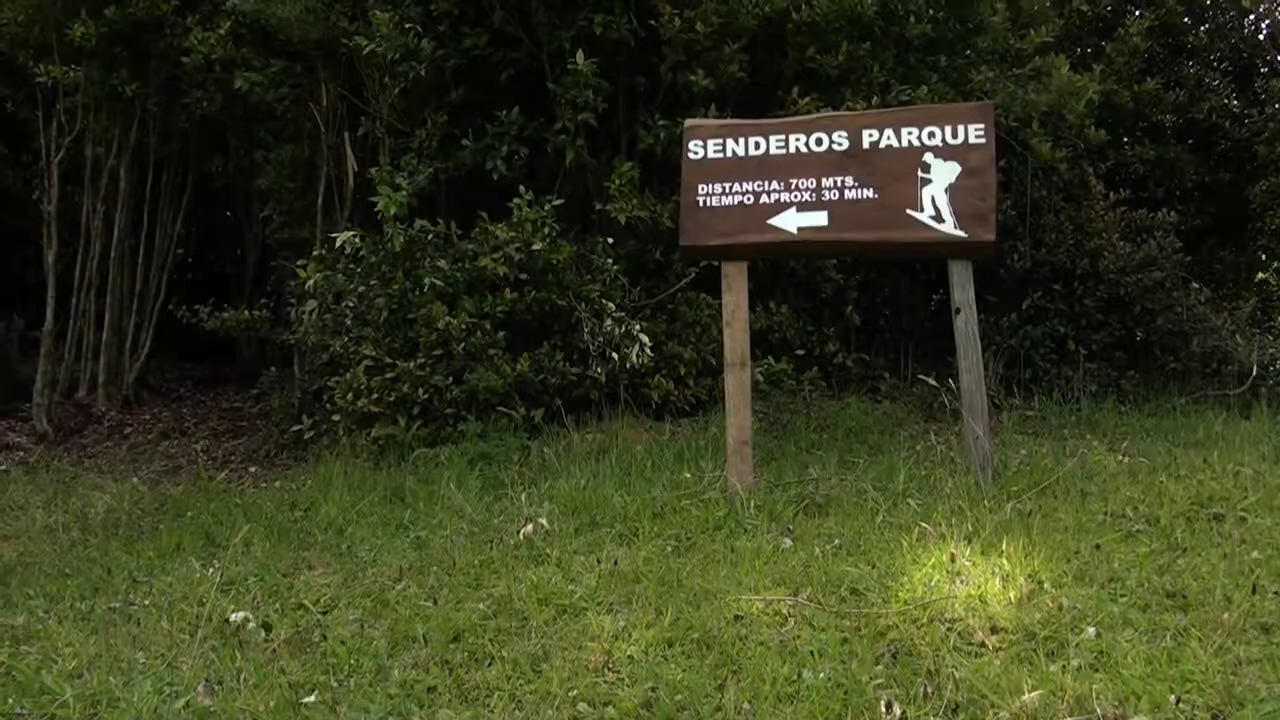 SENDEROS PARQUE
DISTANCIA: 700 MTS.
TIEMPO APROX: 30 MIN.